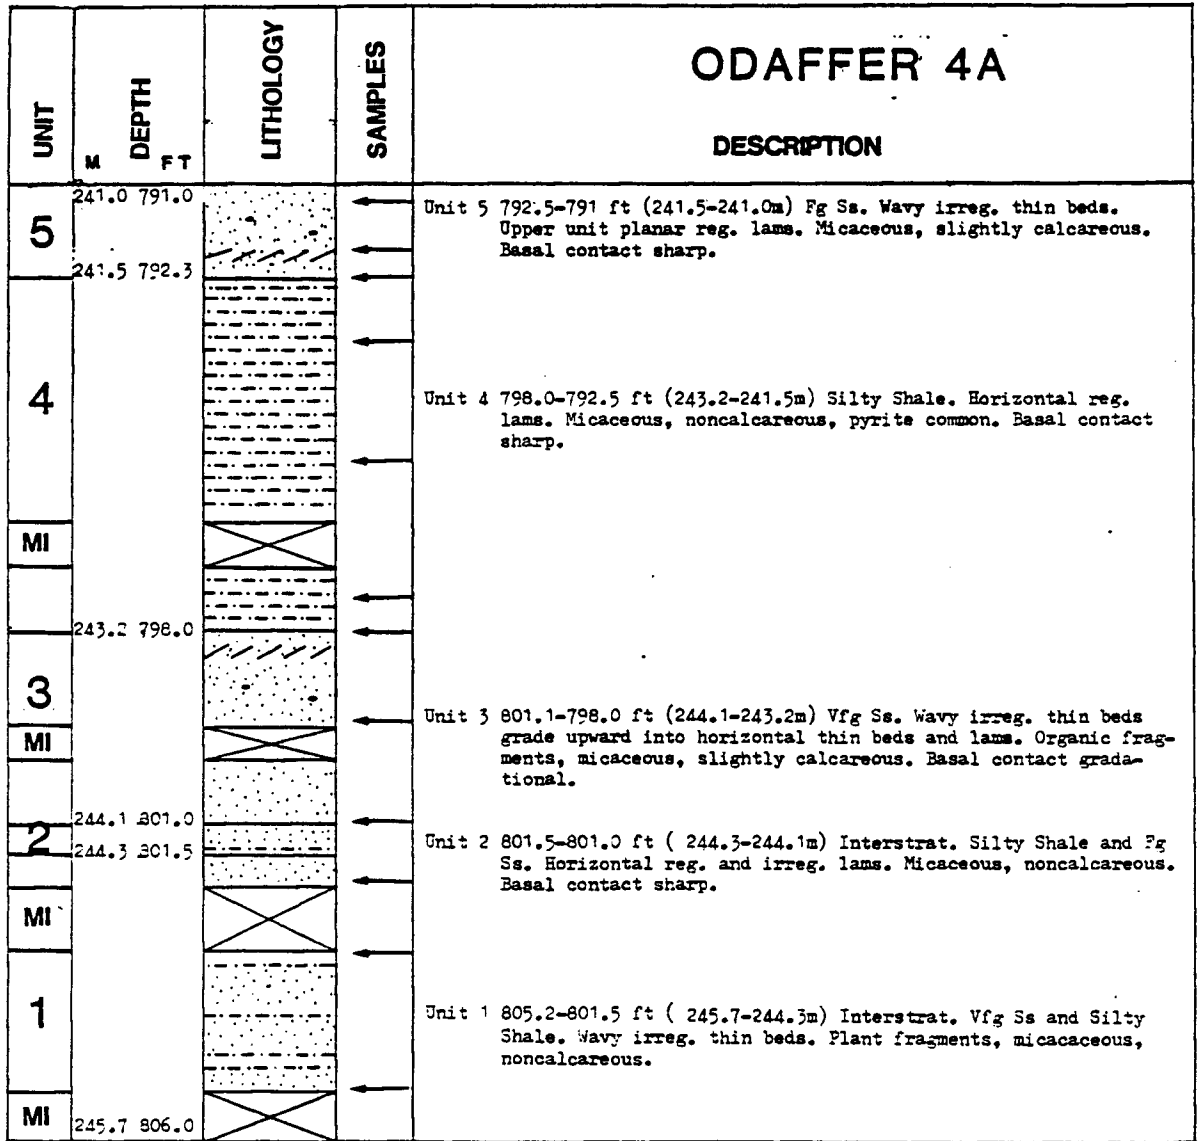 UNIT
DEPTH
M FT
LITHOLOGY
SAMPLES
ODAFFER 4A
DESCRIPTION
5
241.0 791.0
241.5 792.3
Unit 5 792.5-791 ft (241.5-241.0m) Fg Ss. Wavy irreg. thin beds.
Upper unit planar reg. lams. Micaceous, slightly calcareous.
Basal contact sharp.
4
Unit 4 798.0-792.5 ft (243.2-241.5m) Silty Shale. Horizontal reg.
lams. Micaceous, noncalcareous, pyrite common. Basal contact
sharp.
MI
243.2 798.0
3
Unit 3 801.1-798.0 ft (244.1-243.2m) Vfg Ss. Wavy irreg. thin beds
grade upward into horizontal thin beds and lams. Organic frag-
ments, micaceous, slightly calcareous. Basal contact grada-
tional.
MI
244.1 801.0
2
244.3 801.5
Unit 2 801.5-801.0 ft ( 244.3-244.1m) Interstrat. Silty Shale and Fg
Ss. Horizontal reg. and irreg. lams. Micaceous, noncalcareous.
Basal contact sharp.
MI
1
Unit 1 805.2-801.5 ft ( 245.7-244.3m) Interstrat. Vfg Ss and Silty
Shale. Wavy irreg. thin beds. Plant fragments, micacaceous,
noncalcareous.
MI
245.7 806.0